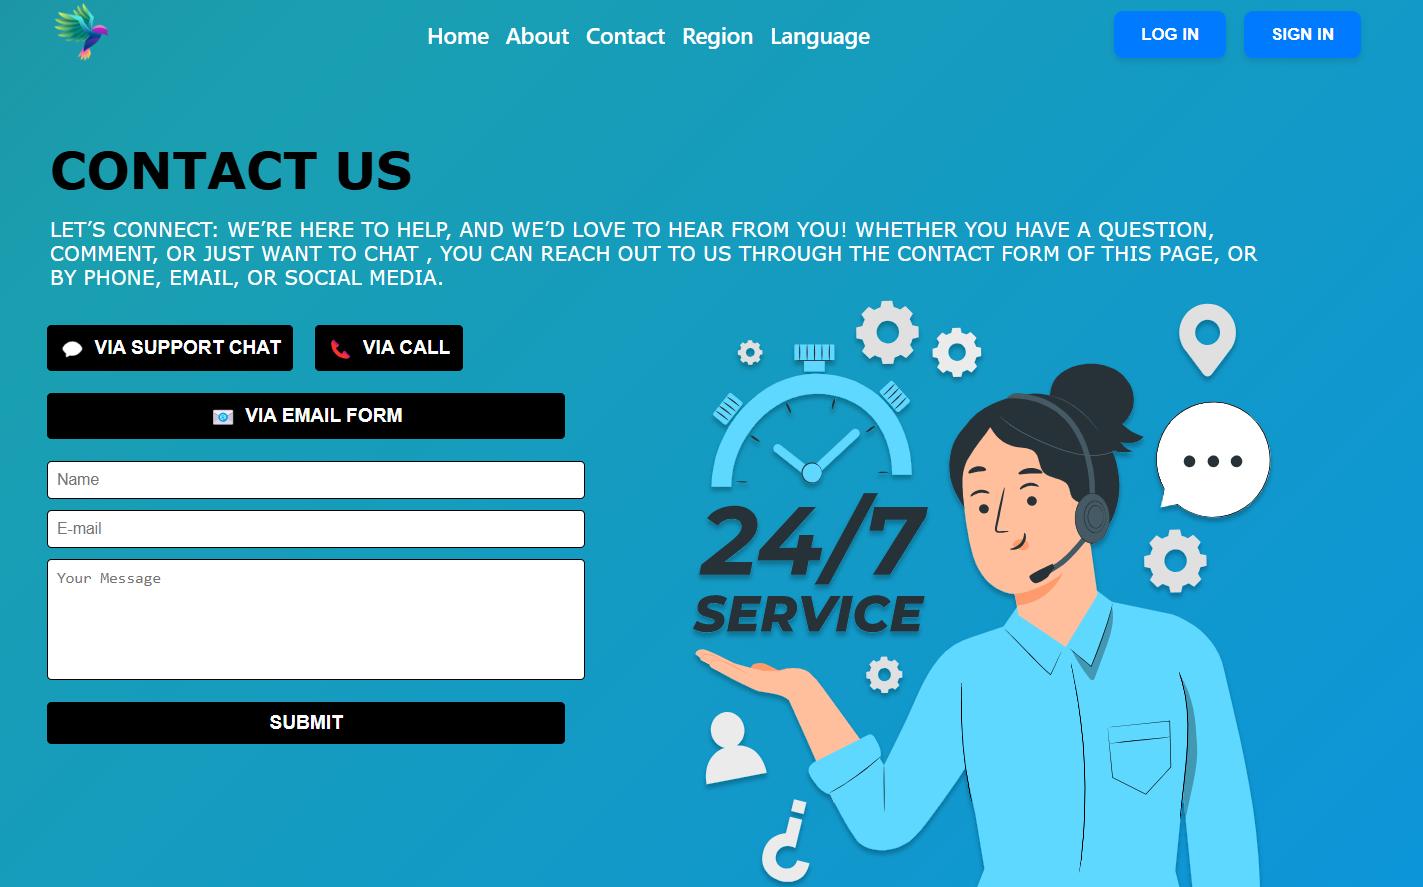 Home About Contact Region Language
LOG IN
SIGN IN
CONTACT US
LET’S CONNECT: WE’RE HERE TO HELP, AND WE’D LOVE TO HEAR FROM YOU! WHETHER YOU HAVE A QUESTION,
COMMENT, OR JUST WANT TO CHAT , YOU CAN REACH OUT TO US THROUGH THE CONTACT FORM OF THIS PAGE, OR
BY PHONE, EMAIL, OR SOCIAL MEDIA.
VIA SUPPORT CHAT
VIA CALL
VIA EMAIL FORM
Name
E-mail
Your Message
SUBMIT
24/7
SERVICE